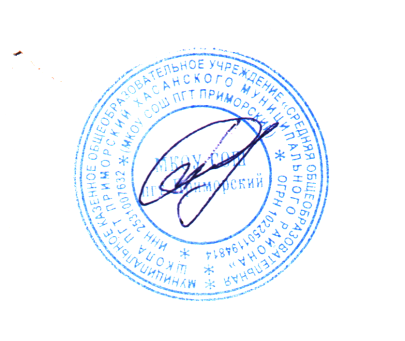 МУНИЦИПАЛЬНОЕ КАЗЕННОЕ ОБЩЕОБРАЗОВАТЕЛЬНОЕ УЧРЕЖДЕНИЕ «СРЕДНЯЯ ОБЩЕОБРАЗОВАТЕЛЬНАЯ
ШКОЛА ПГТ ПРИМОРСКИЙ ХАСАНСКОГО МУНИЦИПАЛЬНОГО РАЙОНА»
ИНН 2531007632 * МКОУ СОШ ПГТ ПРИМОРСКИЙ * ОГРН 1022501194814 *
МКОУ СОШ
пгт Приморский